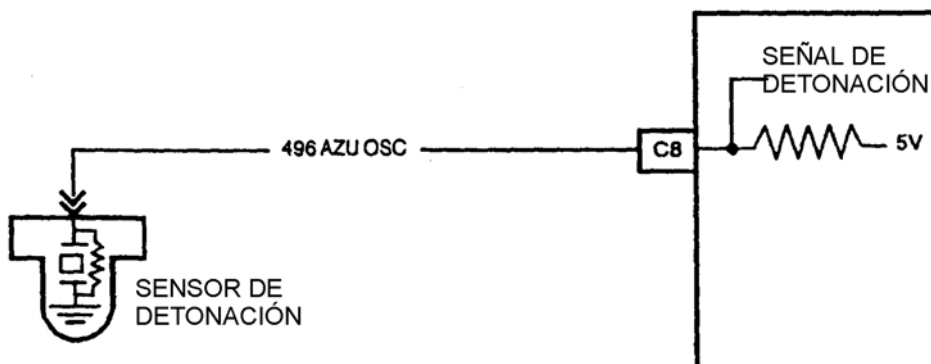 SEÑAL DE
DETONACIÓN
496 AZU OSC
C8
5V
SENSOR DE
DETONACIÓN